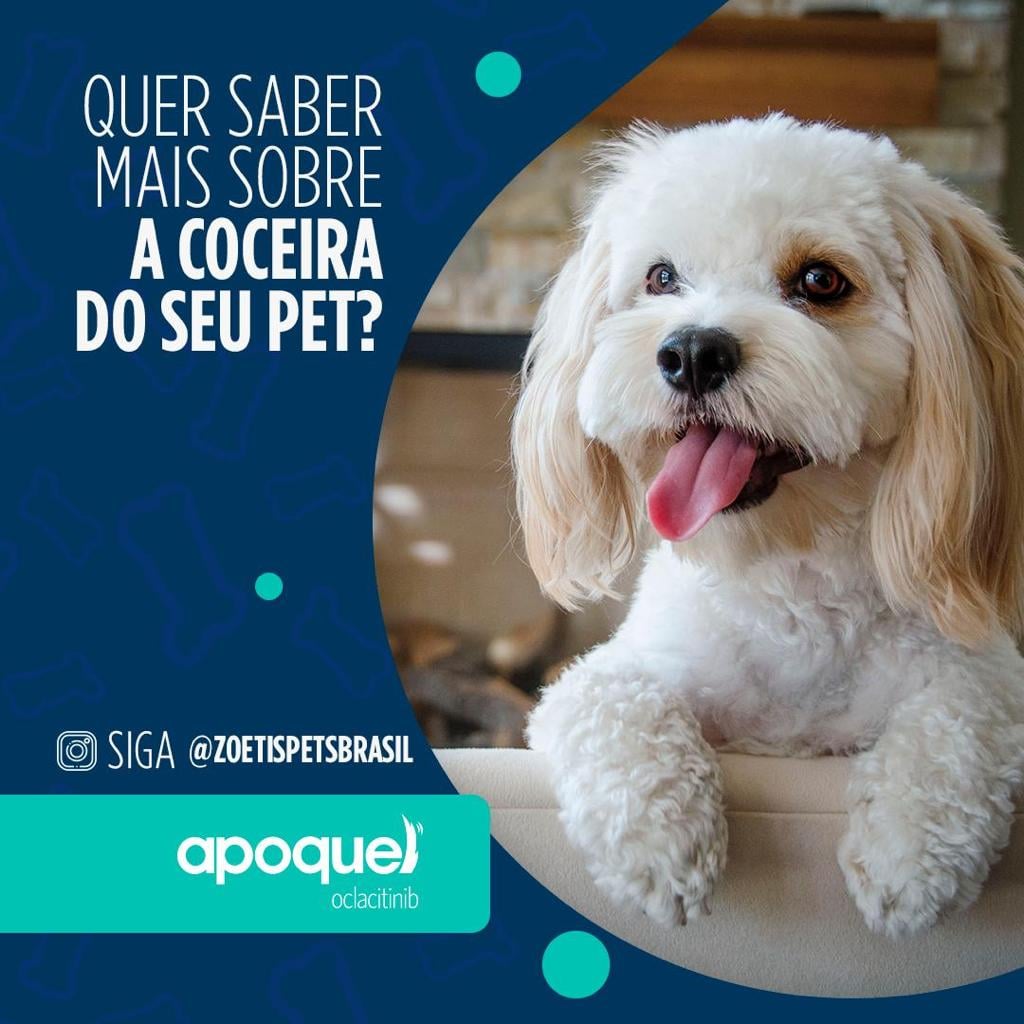 QUER SABER
MAIS SOBRE
A COCEIRA
DO SEU PET?
SIGA @ZOETISPETSBRASIL
apoquel
oclacitinib